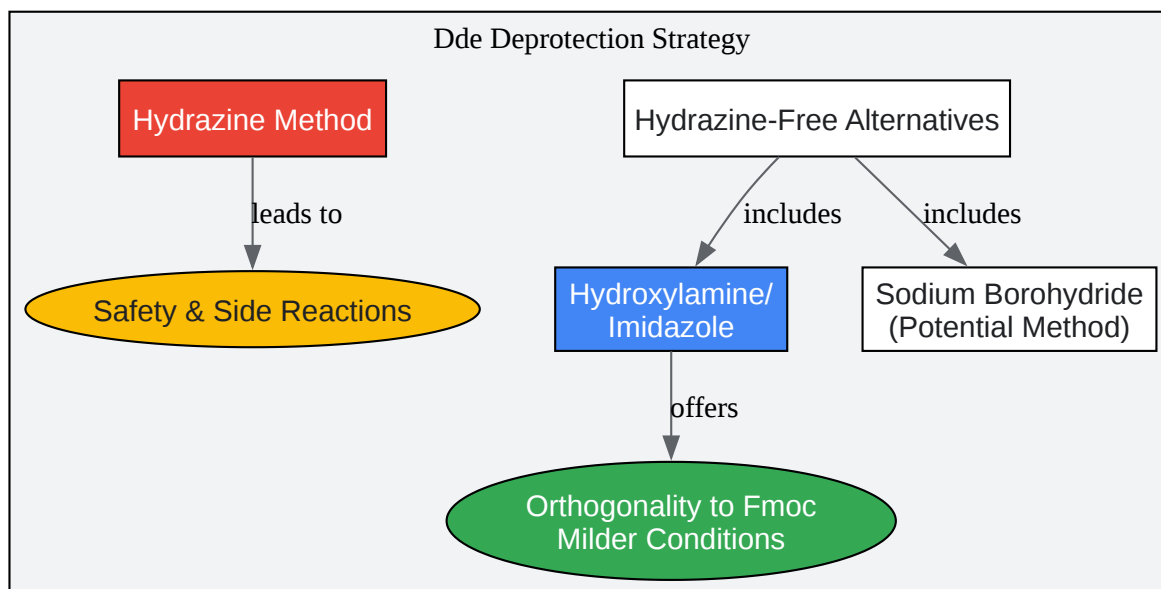 Dde Deprotection Strategy
Hydrazine Method
Hydrazine-Free Alternatives
leads to
includes
includes
Safety & Side Reactions
Hydroxylamine/
Imidazole
Sodium Borohydride
(Potential Method)
offers
Orthogonality to Fmoc
Milder Conditions